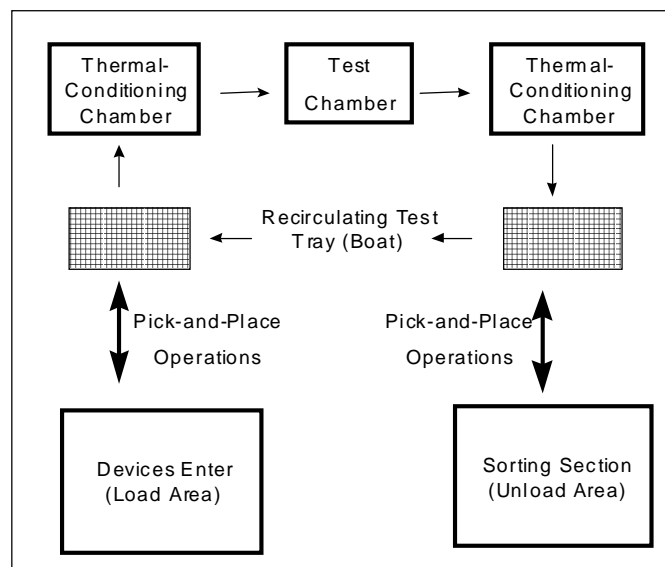 Thermal-
Conditioning
Chamber
Test
Chamber
Thermal-
Conditioning
Chamber
Recirculating Test
Tray (Boat)
Pick-and-Place
Operations
Pick-and-Place
Operations
Devices Enter
(Load Area)
Sorting Section
(Unload Area)